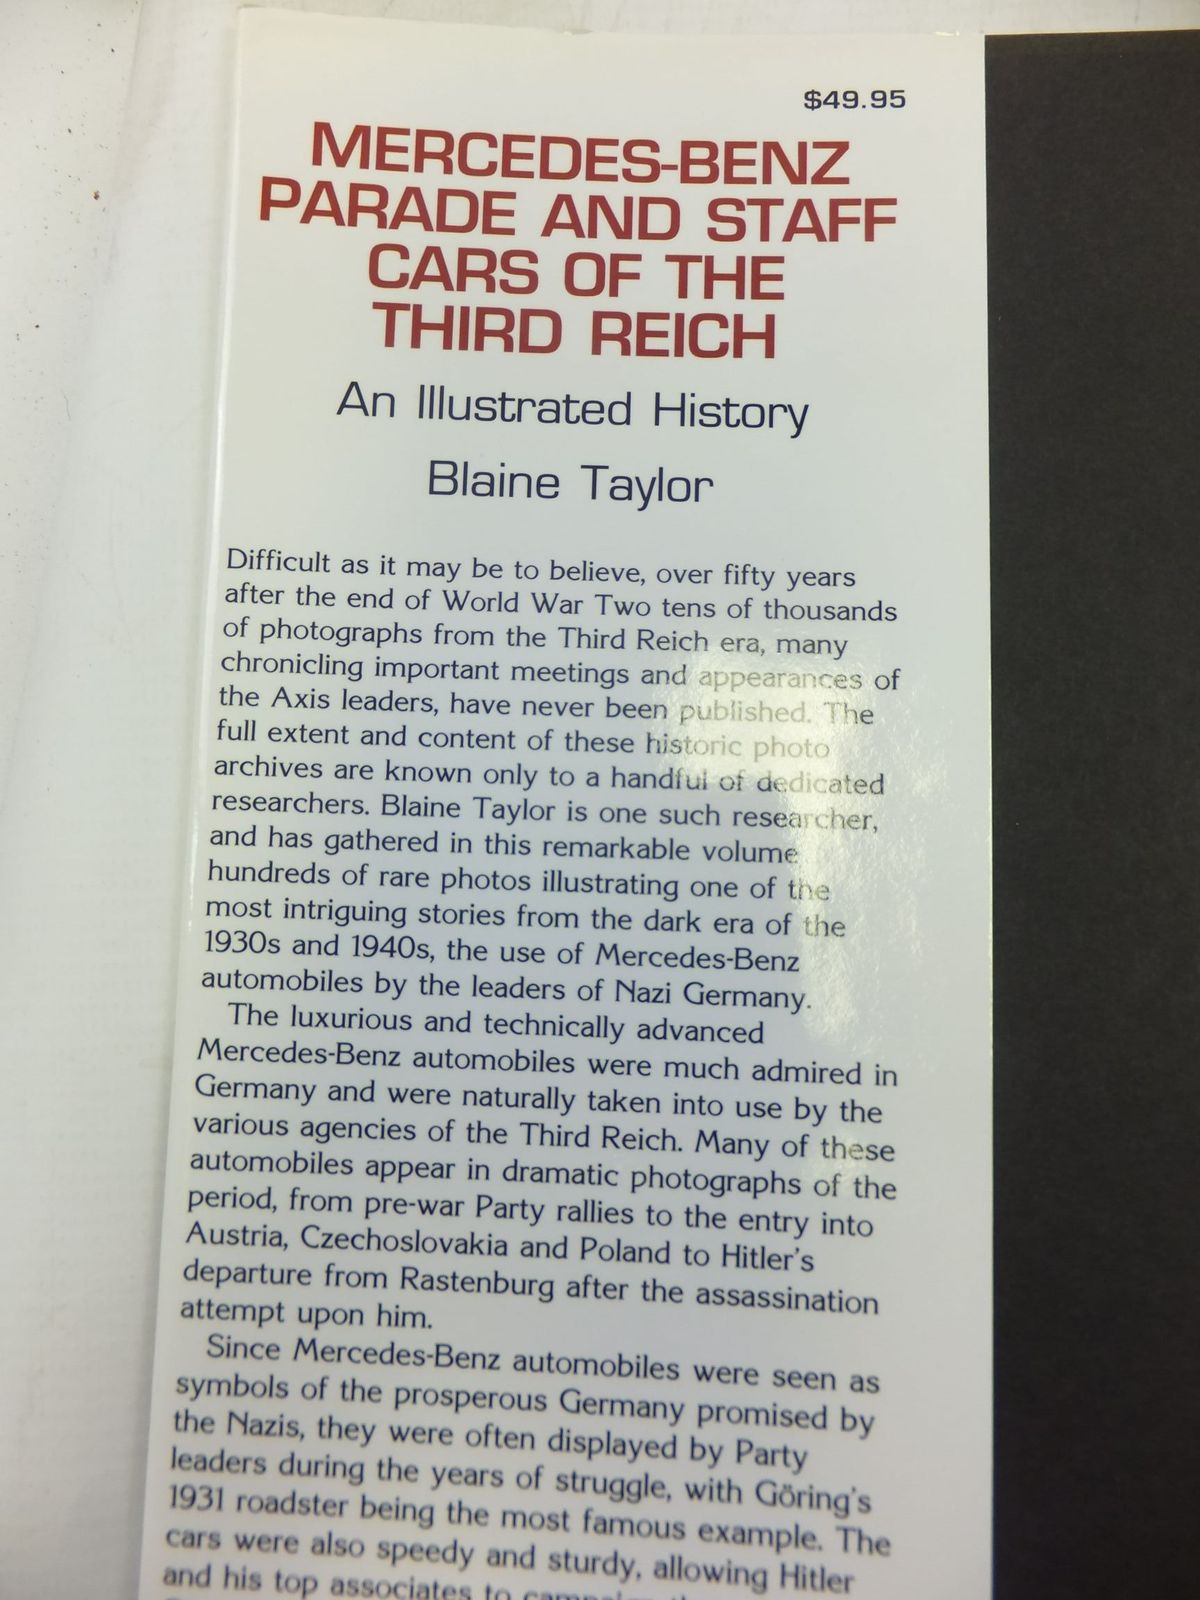 $49.95
MERCEDES-BENZ
PARADE AND STAFF
CARS OF THE
THIRD REICH
An Illustrated History
Blaine Taylor
Difficult as it may be to believe, over fifty years
after the end of World War Two tens of thousands
of photographs from the Third Reich era, many
chronicling important meetings and appearances of
the Axis leaders, have never been published. The
full extent and content of these historic photo
archives are known only to a handful of dedicated
researchers. Blaine Taylor is one such researcher,
and has gathered in this remarkable volume
hundreds of rare photos illustrating one of the
most intriguing stories from the dark era of the
1930s and 1940s, the use of Mercedes-Benz
automobiles by the leaders of Nazi Germany.
The luxurious and technically advanced
Mercedes-Benz automobiles were much admired in
Germany and were naturally taken into use by the
various agencies of the Third Reich. Many of these
automobiles appear in dramatic photographs of the
period, from pre-war Party rallies to the entry into
Austria, Czechoslovakia and Poland to Hitler's
departure from Rastenburg after the assassination
attempt upon him.
Since Mercedes-Benz automobiles were seen as
symbols of the prosperous Germany promised by
the Nazis, they were often displayed by Party
leaders during the years of struggle, with Göring's
1931 roadster being the most famous example. The
cars were also speedy and sturdy, allowing Hitler
and his top associates to